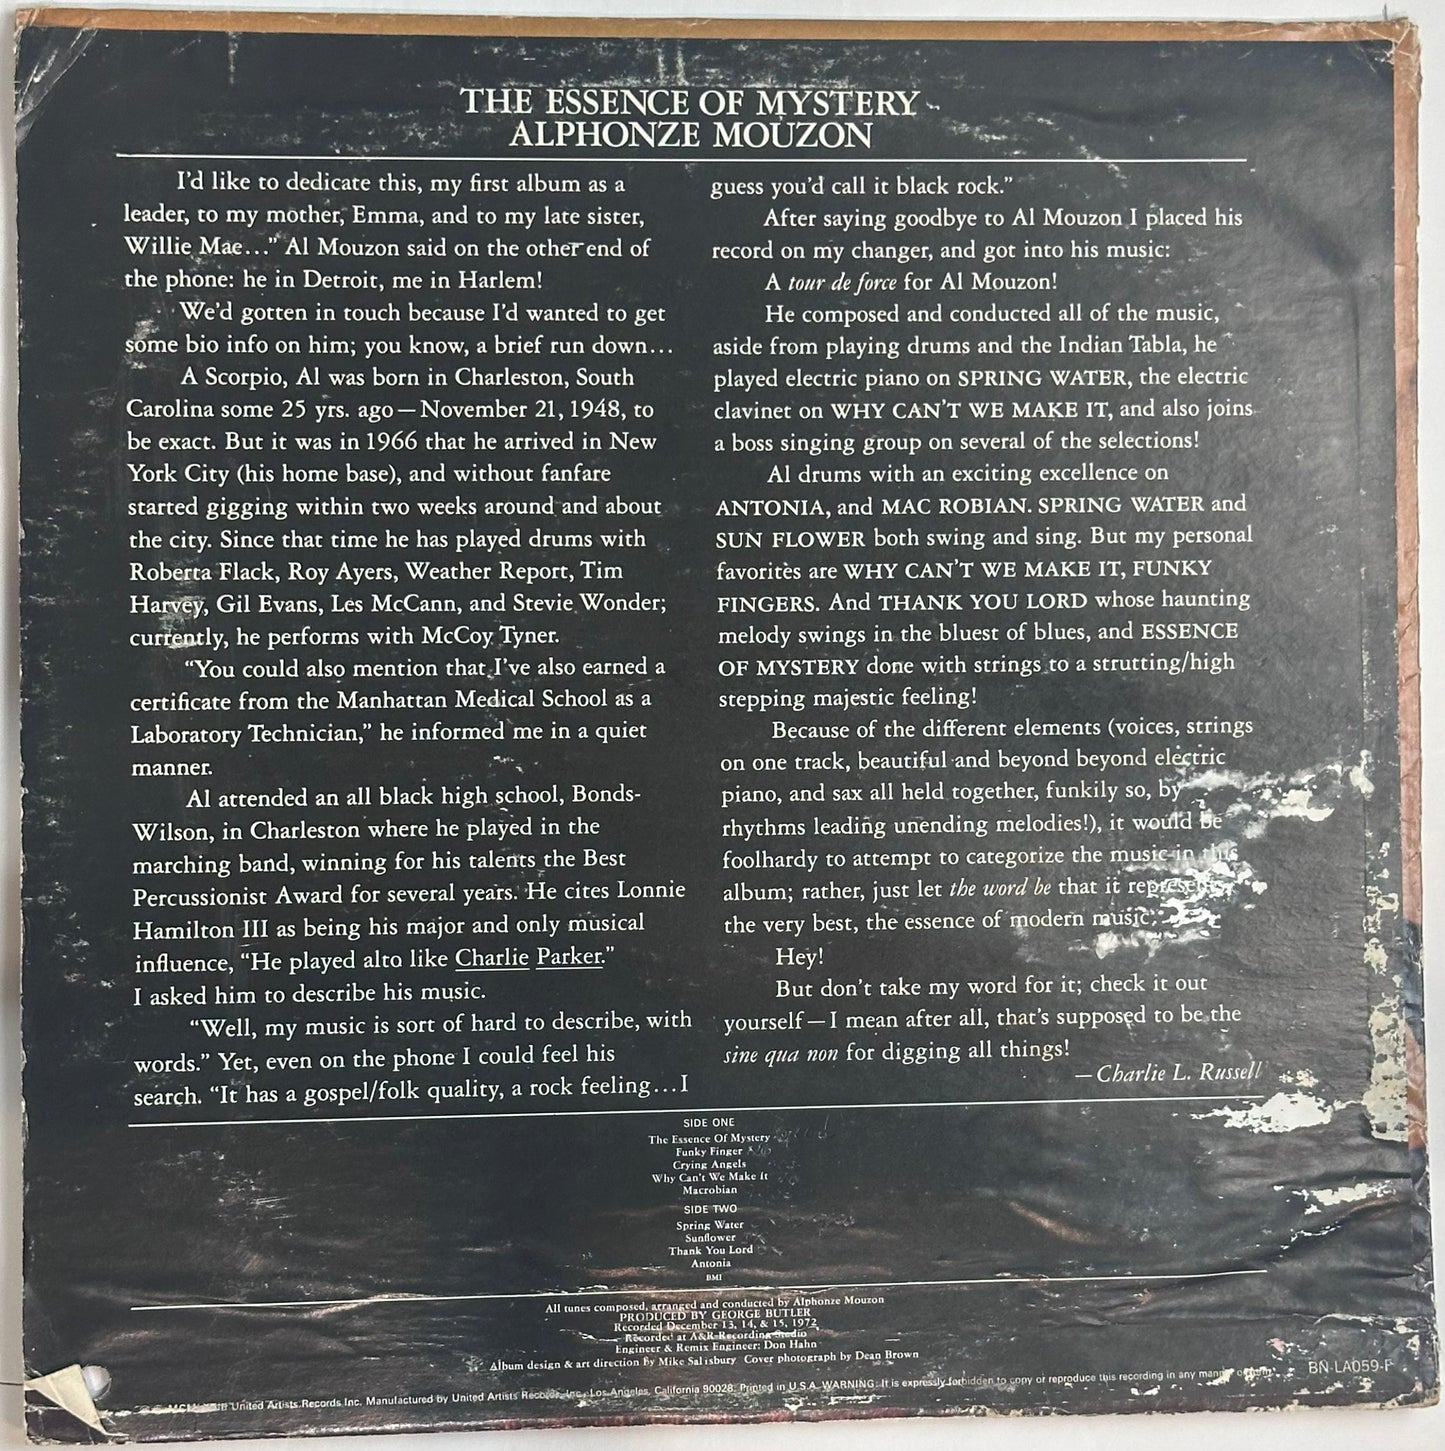 THE ESSENCE OF MYSTERY
ALPHONZE MOUZON
I'd like to dedicate this, my first album as a
leader, to my mother, Emma, and to my late sister,
Willie Mae..." Al Mouzon said on the other end of
the phone: he in Detroit, me in Harlem!
We'd gotten in touch because I'd wanted to get
some bio info on him; you know, a brief run down...
A Scorpio, Al was born in Charleston, South
Carolina some 25 yrs. ago—November 21, 1948, to
be exact. But it was in 1966 that he arrived in New
York City (his home base), and without fanfare
started gigging within two weeks around and about
the city. Since that time he has played drums with
Roberta Flack, Roy Ayers, Weather Report, Tim
Harvey, Gil Evans, Les McCann, and Stevie Wonder;
currently, he performs with McCoy Tyner.
"You could also mention that I've also earned a
certificate from the Manhattan Medical School as a
Laboratory Technician," he informed me in a quiet
manner.
Al attended an all black high school, Bonds-
Wilson, in Charleston where he played in the
marching band, winning for his talents the Best
Percussionist Award for several years. He cites Lonnie
Hamilton III as being his major and only musical
influence, "He played alto like Charlie Parker."
I asked him to describe his music.
"Well, my music is sort of hard to describe, with
words." Yet, even on the phone I could feel his
search. "It has a gospel/folk quality, a rock feeling...I
guess you'd call it black rock."
After saying goodbye to Al Mouzon I placed his
record on my changer, and got into his music:
A tour de force for Al Mouzon!
He composed and conducted all of the music,
aside from playing drums and the Indian Tabla, he
played electric piano on SPRING WATER, the electric
clavinet on WHY CAN'T WE MAKE IT, and also joins
a boss singing group on several of the selections!
Al drums with an exciting excellence on
ANTONIA, and MAC ROBIAN. SPRING WATER and
SUN FLOWER both swing and sing. But my personal
favorites are WHY CAN'T WE MAKE IT, FUNKY
FINGERS. And THANK YOU LORD whose haunting
melody swings in the bluest of blues, and ESSENCE
OF MYSTERY done with strings to a strutting/high
stepping majestic feeling!
Because of the different elements (voices, strings
on one track, beautiful and beyond beyond electric
piano, and sax all held together, funkily so, by
rhythms leading unending melodies!), it would be
foolhardy to attempt to categorize the music in this
album; rather, just let the word be that it represents
the very best, the essence of modern music.
Hey!
But don't take my word for it; check it out
yourself—I mean after all, that's supposed to be the
sine qua non for digging all things!
—Charlie L. Russell
SIDE ONE
The Essence Of Mystery
Funky Finger
Crying Angels
Why Can't We Make It
Macrobian
SIDE TWO
Spring Water
Sunflower
Thank You Lord
Antonia
BMI
All tunes composed, arranged and conducted by Alphonze Mouzon
PRODUCED BY GEORGE BUTLER
Recorded December 13, 14, & 15, 1972
Recorded at A&R Recording Studio
Engineer & Remix Engineer: Don Hahn
Album design & art direction by Mike Salisbury Cover photograph by Dean Brown
United Artists Records Inc. Manufactured by United Artists Records, Inc., Los Angeles, California 90028. Printed in U.S.A. WARNING: It is expressly forbidden to copy or reproduce this recording in any manner
BN-LA059-F